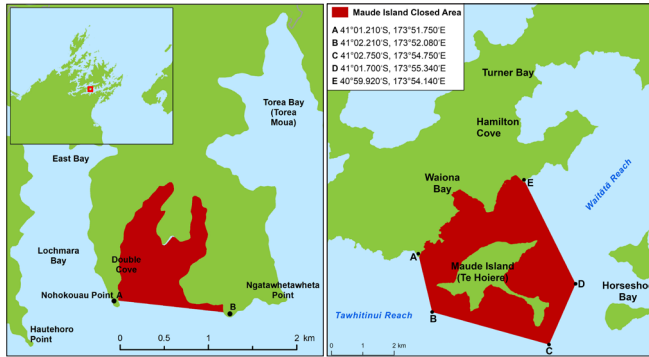 Torea Bay
(Torea
Moua)
East Bay
Lochmara
Bay
Double
Cove
Nohokouau Point A
B
Ngatawhetawheta
Point
Hautehoro
Point
0 0.5 1 2 km
Maude Island Closed Area
A 41°01.210'S, 173°51.750'E
B 41°02.210'S, 173°52.080'E
C 41°02.750'S, 173°54.750'E
D 41°01.700'S, 173°55.340'E
E 40°59.920'S, 173°54.140'E
Turner Bay
Hamilton
Cove
Waiona
Bay
E
Waitātā Reach
A
Maude Island
(Te Hoiere)
D
Horsesho
Bay
B
Tawhitinui Reach
C
0 0.5 1 2 km